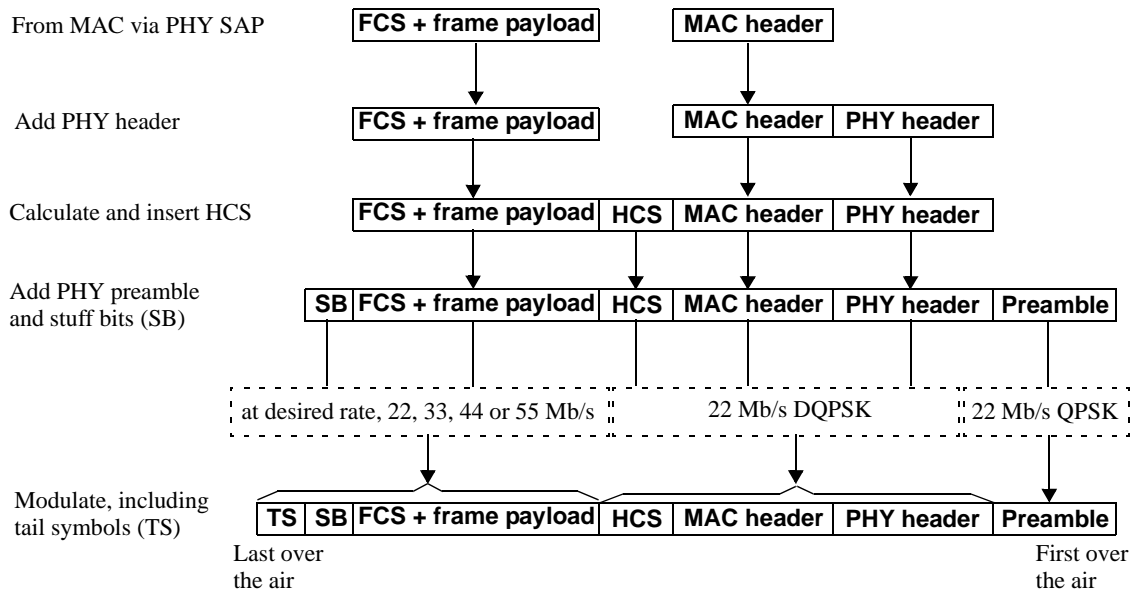 From MAC via PHY SAP
FCS + frame payload
MAC header
Add PHY header
FCS + frame payload
MAC header
PHY header
Calculate and insert HCS
FCS + frame payload
HCS
MAC header
PHY header
Add PHY preamble
and stuff bits (SB)
SB
FCS + frame payload
HCS
MAC header
PHY header
Preamble
at desired rate, 22, 33, 44 or 55 Mb/s
22 Mb/s DQPSK
22 Mb/s QPSK
Modulate, including
tail symbols (TS)
TS
SB
FCS + frame payload
HCS
MAC header
PHY header
Preamble
Last over
the air
First over
the air